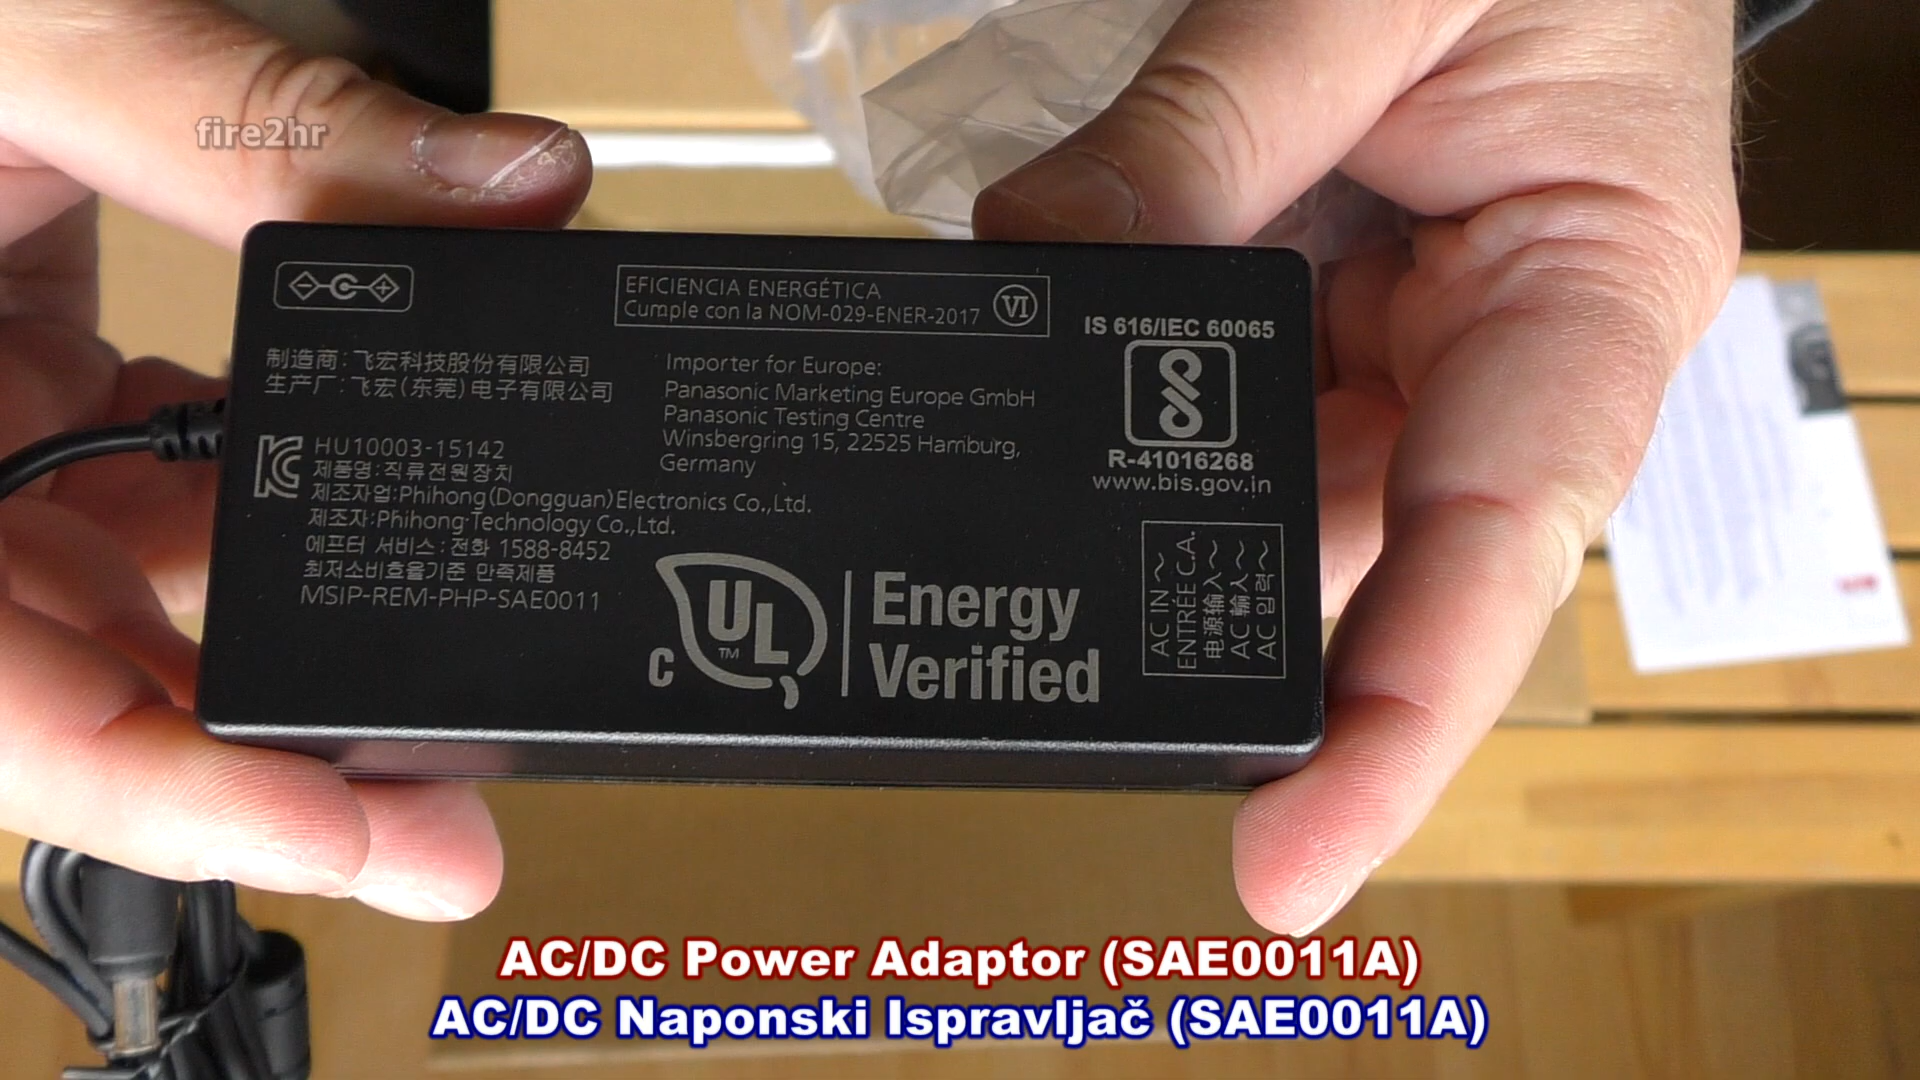 fire2hr
EFICIENCIA ENERGÉTICA
Cumple con la NOM-029-ENER-2017
VI
IS 616/IEC 60065
R-41016268
www.bis.gov.in
制造商:飞宏科技股份有限公司
生产厂:飞宏(东莞)电子有限公司
Importer for Europe:
Panasonic Marketing Europe GmbH
Panasonic Testing Centre
Winsbergring 15, 22525 Hamburg,
Germany
HU10003-15142
제품명:직류전원장치
제조자업:Phihong(Dongguan)Electronics Co.,Ltd.
제조자:Phihong Technology Co.,Ltd.
에프터 서비스:전화 1588-8452
최저소비효율기준 만족제품
MSIP-REM-PHP-SAE0011
C UL TM
Energy
Verified
AC IN ~
ENTRÉE C.A. ~
电源输入 ~
AC 輸入 ~
AC 입력 ~
AC/DC Power Adaptor (SAE0011A)
AC/DC Naponski Ispravljač (SAE0011A)